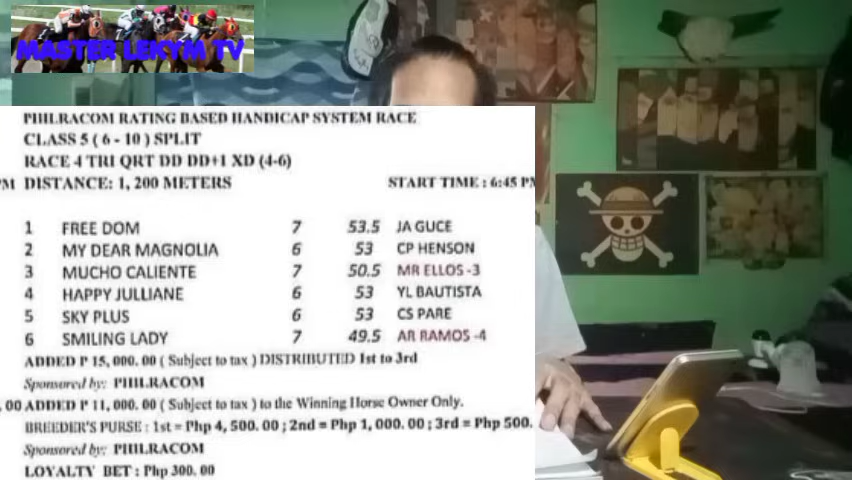 MASTER LEKYM TV
PHILRACOM RATING BASED HANDICAP SYSTEM RACE
CLASS 5 ( 6 - 10 ) SPLIT
RACE 4 TRI QRT DD DD+1 XD (4-6)
PM DISTANCE: 1, 200 METERS START TIME : 6:45 PM
1 FREE DOM 7 53.5 JA GUCE
2 MY DEAR MAGNOLIA 6 53 CP HENSON
3 MUCHO CALIENTE 7 50.5 MR ELLOS -3
4 HAPPY JULLIANE 6 53 YL BAUTISTA
5 SKY PLUS 6 53 CS PARE
6 SMILING LADY 7 49.5 AR RAMOS -4
ADDED P 15, 000. 00 ( Subject to tax ) DISTRIBUTED 1st to 3rd
Sponsored by: PHILRACOM
. 00 ADDED P 11, 000. 00 ( Subject to tax ) to the Winning Horse Owner Only.
BREEDER'S PURSE : 1st = Php 4, 500. 00 ; 2nd = Php 1, 000. 00 ; 3rd = Php 500.
Sponsored by: PHILRACOM
LOYALTY BET : Php 300. 00